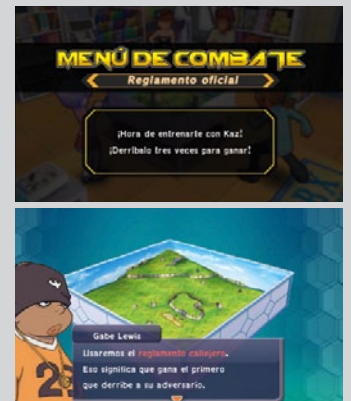 MENÚ DE COMBATE
Reglamento oficial
¡Hora de entrenarte con Kaz!
¡Derríbalo tres veces para ganar!
Gabe Lewis
Usaremos el reglamento callejero.
Eso significa que gana el primero
que derribe a su adversario.
2